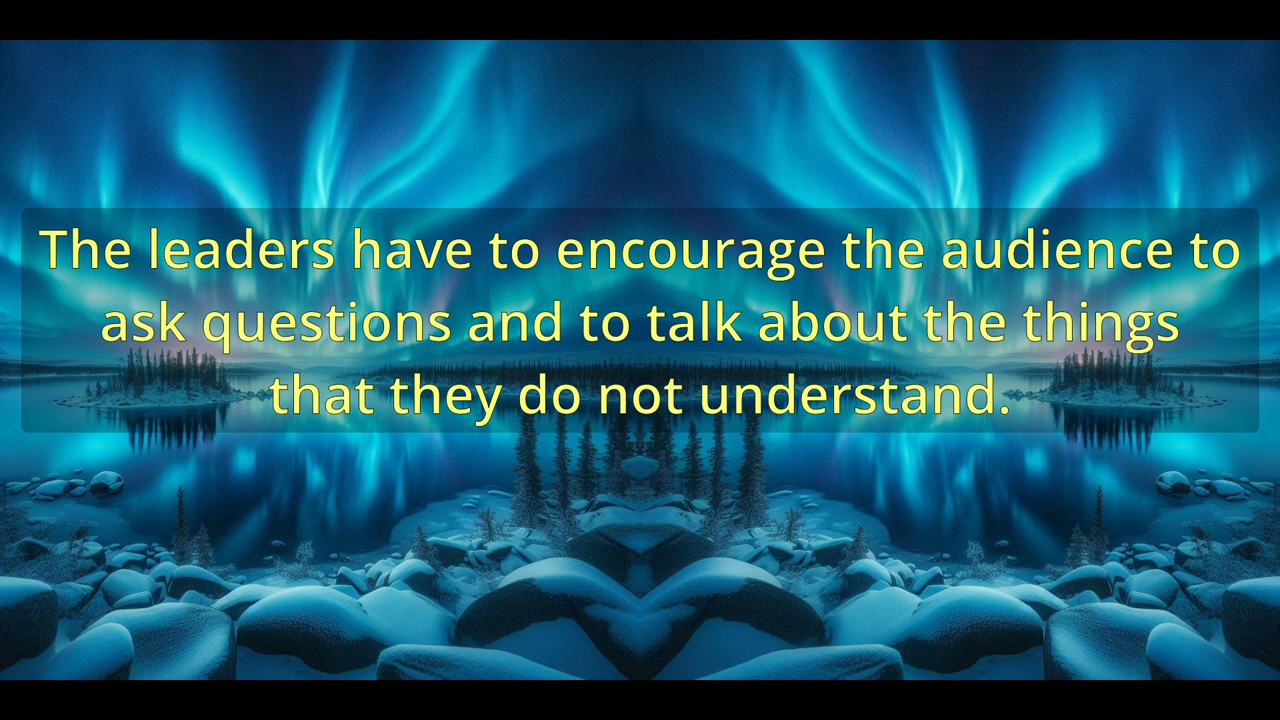 The leaders have to encourage the audience to
ask questions and to talk about the things
that they do not understand.